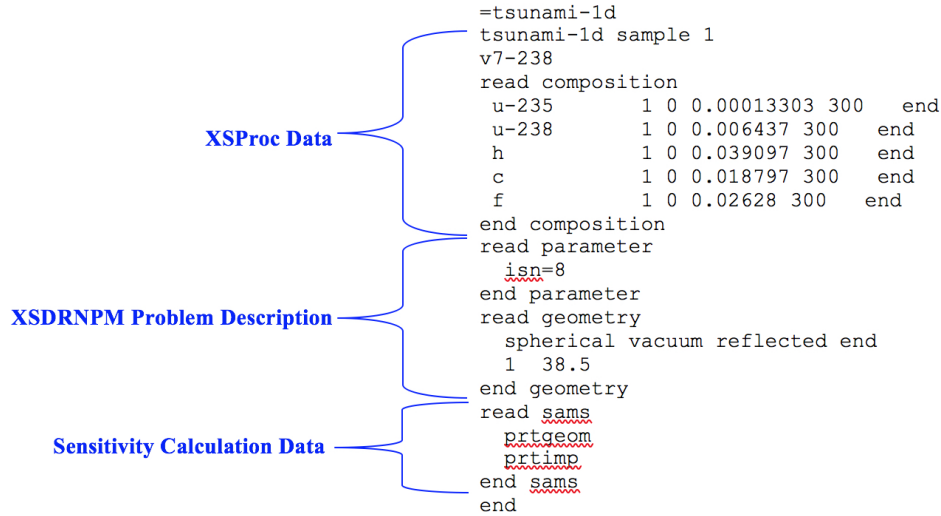 =tsunami-1d
tsunami-1d sample 1
v7-238
read composition
u-235 1 0 0.00013303 300 end
u-238 1 0 0.006437 300 end
h 1 0 0.039097 300 end
c 1 0 0.018797 300 end
f 1 0 0.02628 300 end
end composition
XSProc Data
read parameter
isn=8
end parameter
read geometry
spherical vacuum reflected end
1 38.5
end geometry
XSDRNPM Problem Description
read sams
prtgeom
prtimp
end sams
Sensitivity Calculation Data
end